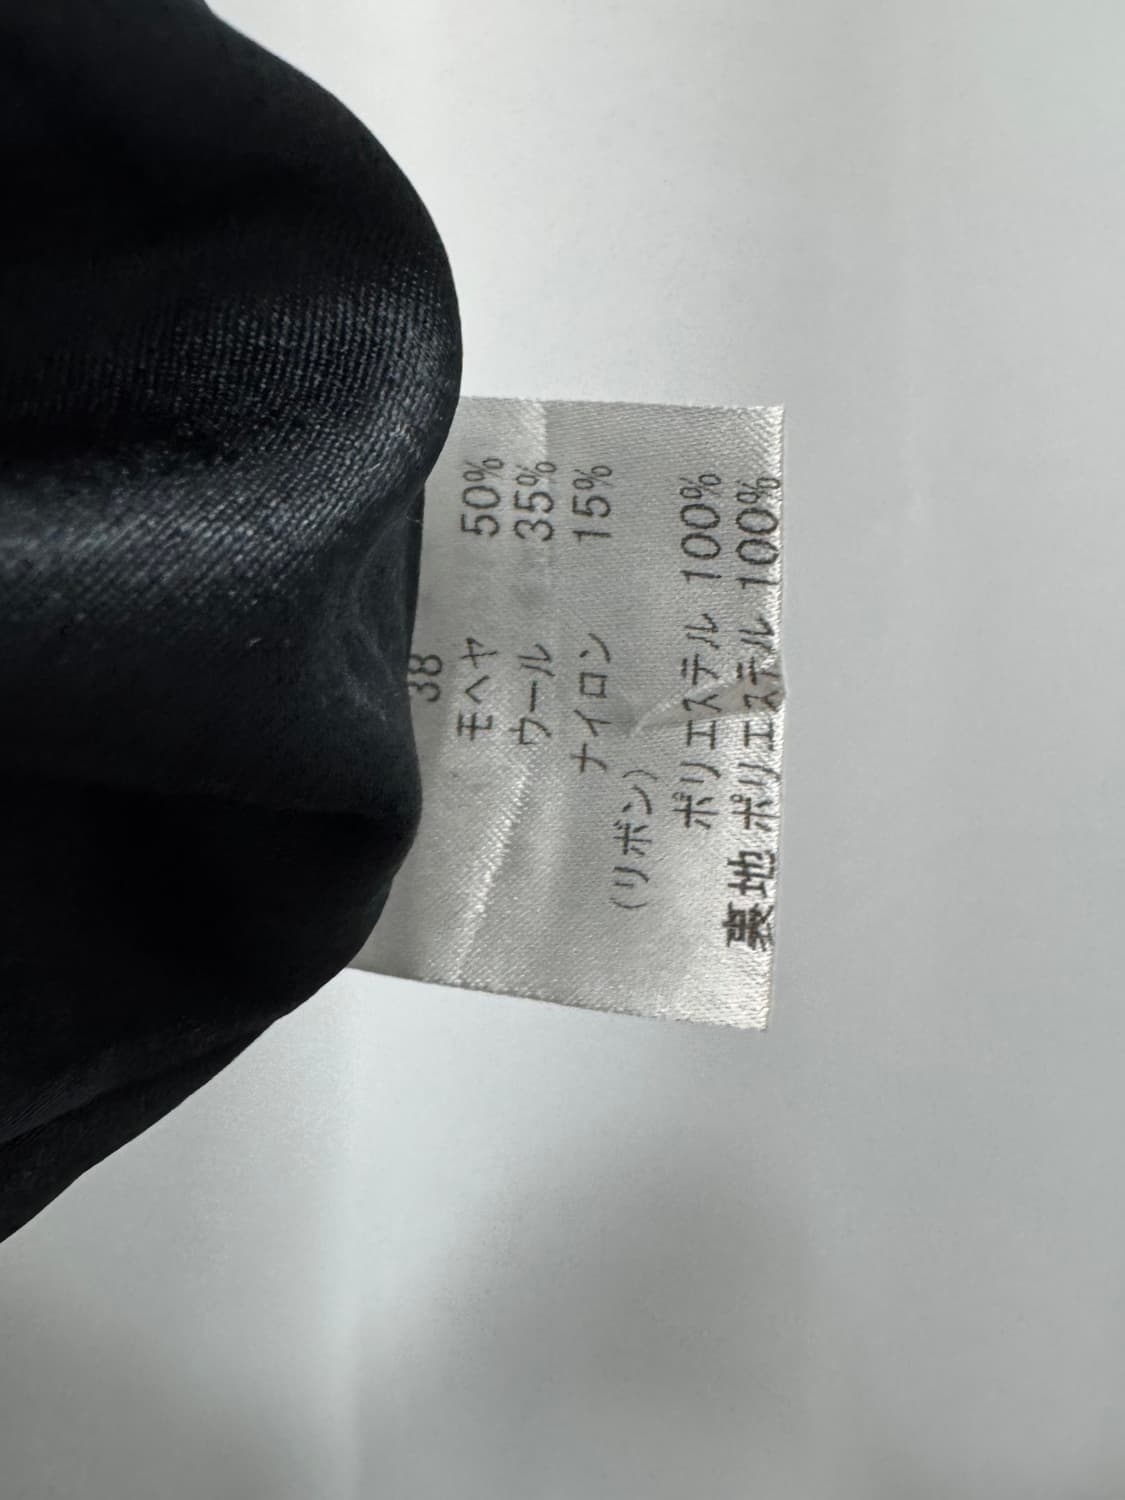 38
モヘヤ 50%
ウール 35%
ナイロン 15%
(リボン)
ポリエステル 100%
裏地 ポリエステル 100%